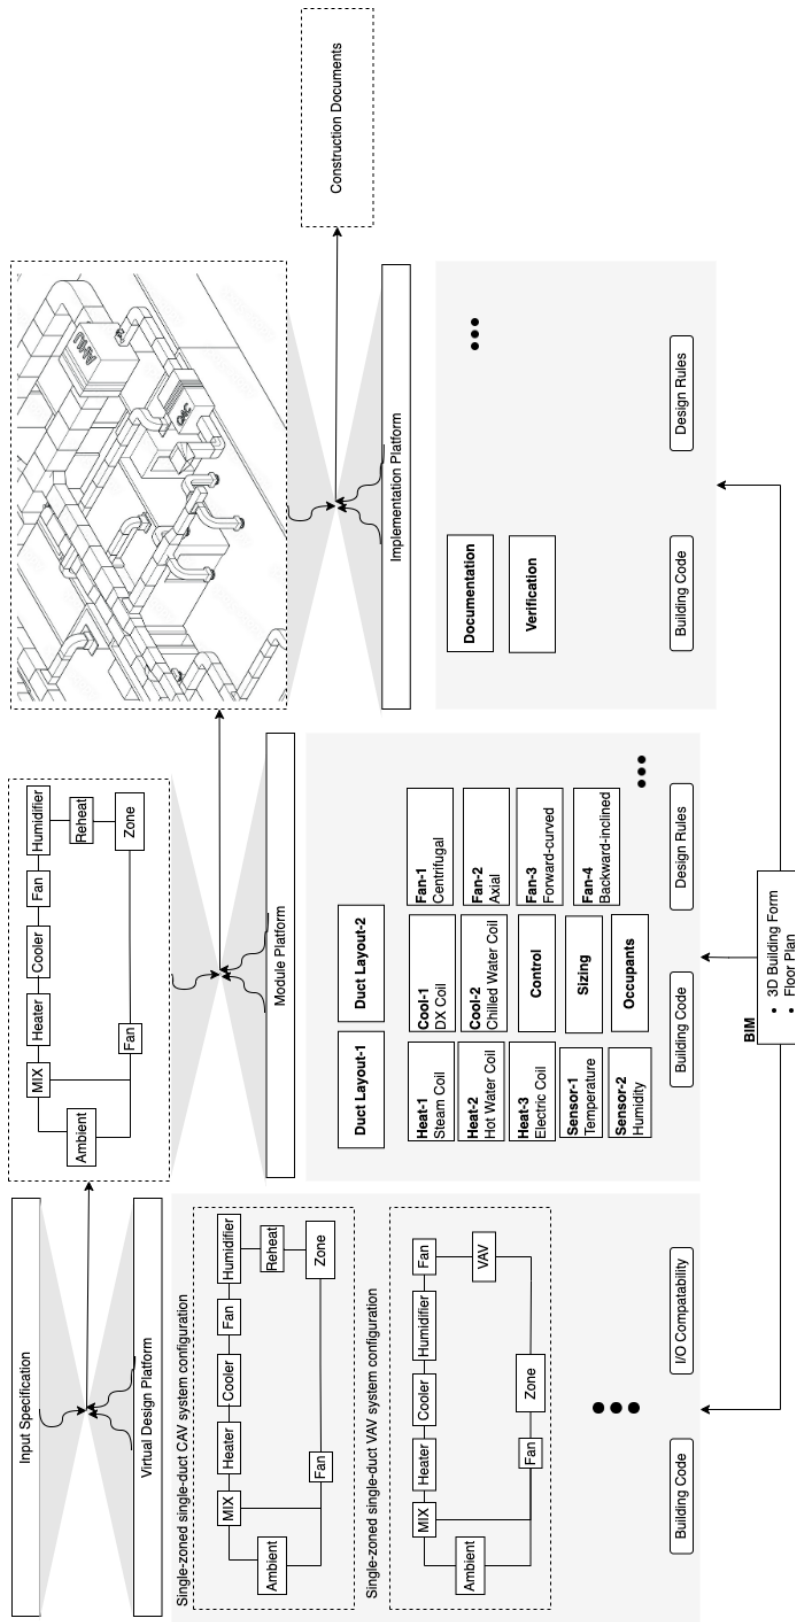 Input Specification
Virtual Design Platform
Single-zoned single-duct CAV system configuration
Ambient
MIX
Heater
Cooler
Fan
Humidifier
Reheat
Zone
Fan
Single-zoned single-duct VAV system configuration
Ambient
MIX
Heater
Cooler
Humidifier
Fan
VAV
Zone
Fan
Building Code
I/O Compatability
Ambient
MIX
Heater
Cooler
Fan
Humidifier
Reheat
Zone
Fan
Module Platform
Duct Layout-1
Duct Layout-2
Heat-1
Steam Coil
Heat-2
Hot Water Coil
Heat-3
Electric Coil
Sensor-1
Temperature
Sensor-2
Humidity
Cool-1
DX Coil
Cool-2
Chilled Water Coil
Control
Sizing
Occupants
Fan-1
Centrifugal
Fan-2
Axial
Fan-3
Forward-curved
Fan-4
Backward-inclined
Building Code
Design Rules
AHU
Implementation Platform
Documentation
Verification
Building Code
Design Rules
Construction Documents
BIM
• 3D Building Form
• Floor Plan